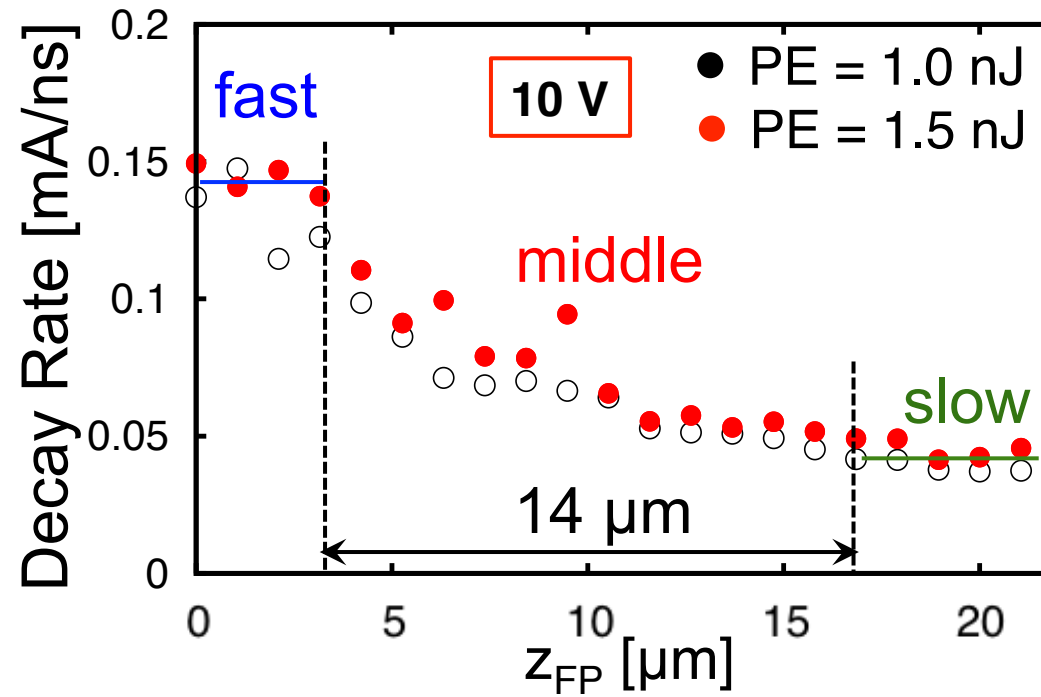 0.2
0.15
0.1
0.05
0
Decay Rate [mA/ns]
fast
10 V
PE = 1.0 nJ
PE = 1.5 nJ
middle
slow
14 µm
0 5 10 15 20
z_FP [µm]